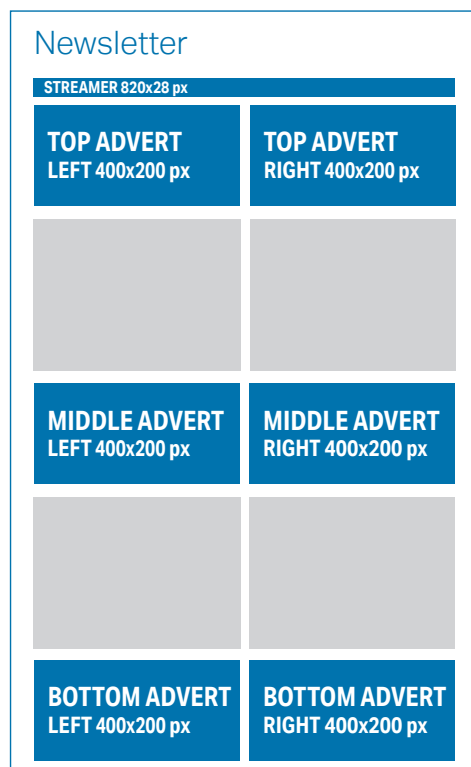 Newsletter
STREAMER 820x28 px
TOP ADVERT
LEFT 400x200 px
TOP ADVERT
RIGHT 400x200 px
MIDDLE ADVERT
LEFT 400x200 px
MIDDLE ADVERT
RIGHT 400x200 px
BOTTOM ADVERT
LEFT 400x200 px
BOTTOM ADVERT
RIGHT 400x200 px